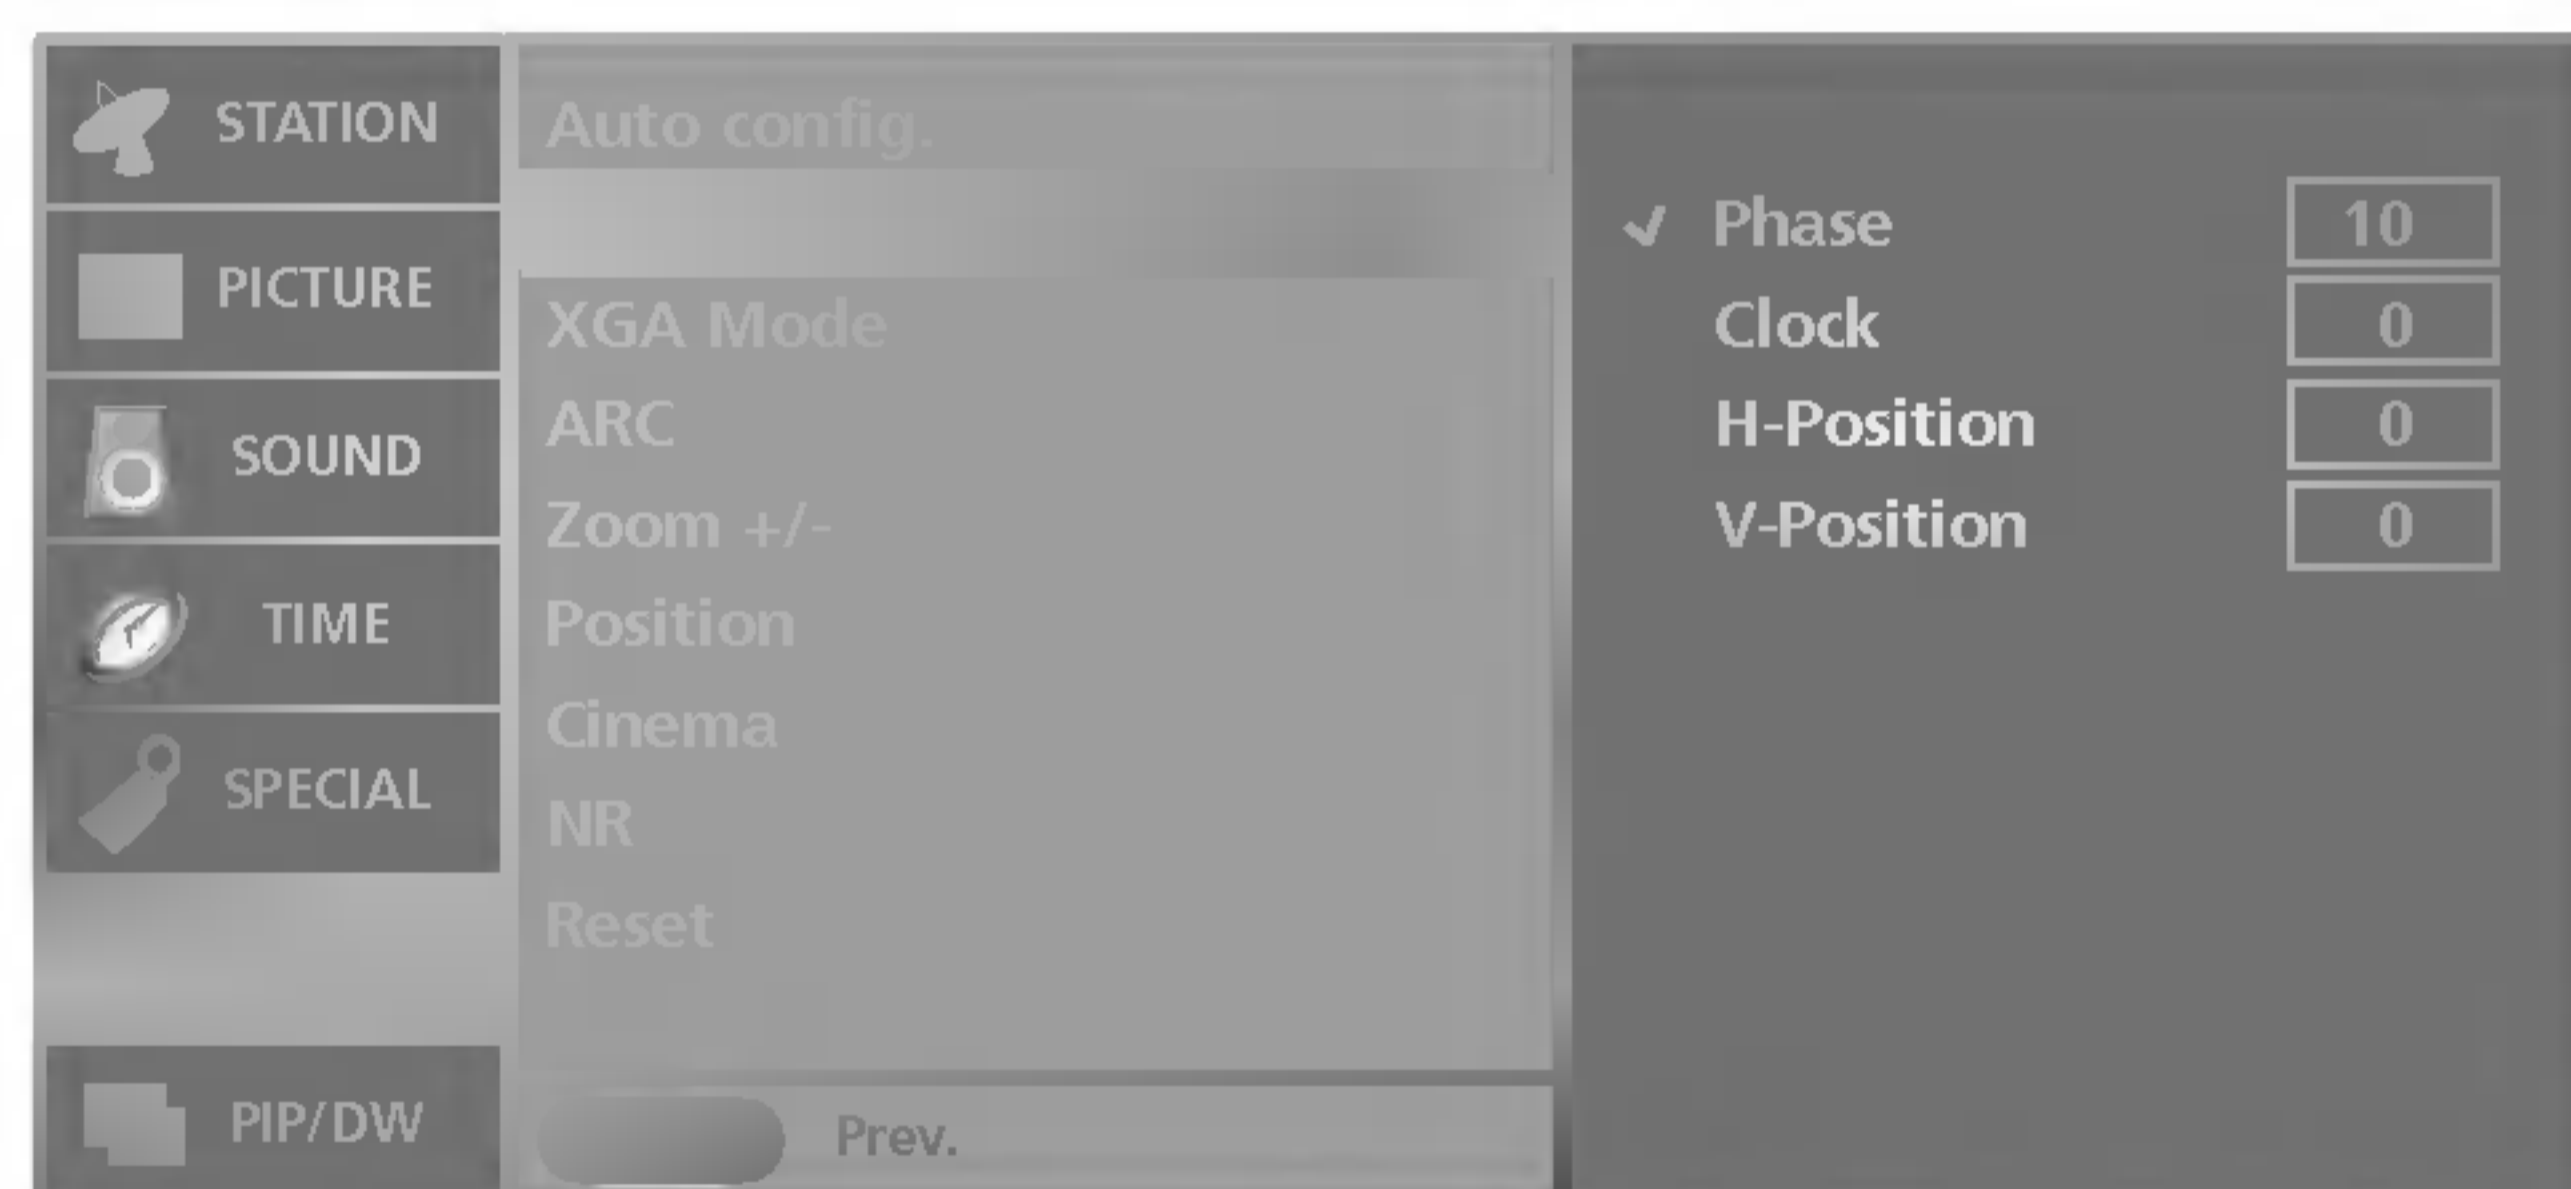 STATION
PICTURE
SOUND
TIME
SPECIAL
PIP/DW
Auto config.
XGA Mode
ARC
Zoom +/-
Position
Cinema
NR
Reset
Prev.
Phase 10
Clock 0
H-Position 0
V-Position 0